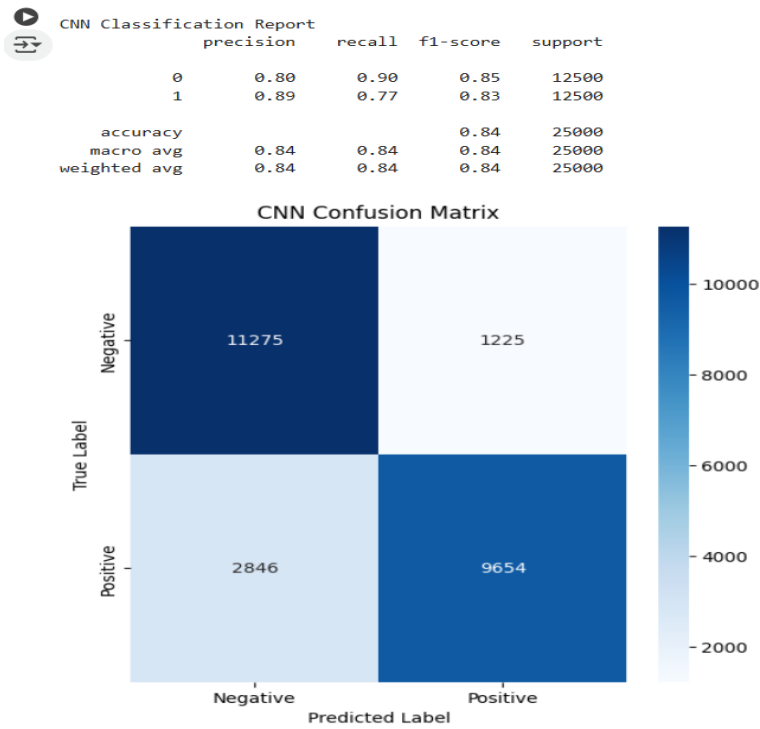 CNN Classification Report
precision recall f1-score support
0 0.80 0.90 0.85 12500
1 0.89 0.77 0.83 12500
accuracy 0.84 25000
macro avg 0.84 0.84 0.84 25000
weighted avg 0.84 0.84 0.84 25000
CNN Confusion Matrix
True Label
Negative
11275 1225
Positive
2846 9654
Negative Positive
Predicted Label
10000
8000
6000
4000
2000